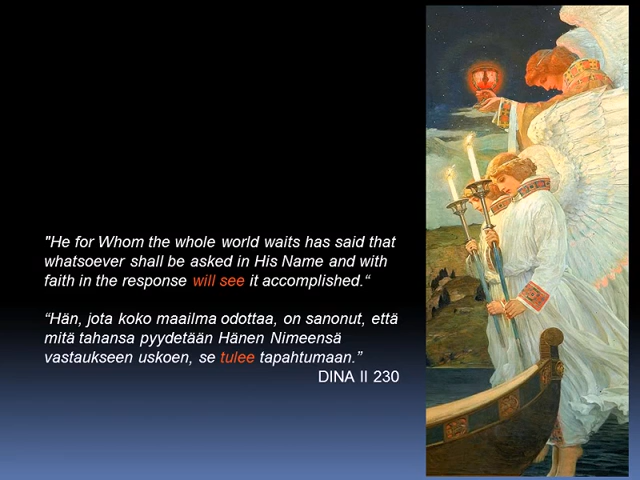 "He for Whom the whole world waits has said that
whatsoever shall be asked in His Name and with
faith in the response will see it accomplished.“
“Hän, jota koko maailma odottaa, on sanonut, että
mitä tahansa pyydetään Hänen Nimeensä
vastaukseen uskoen, se tulee tapahtumaan.”
DINA II 230